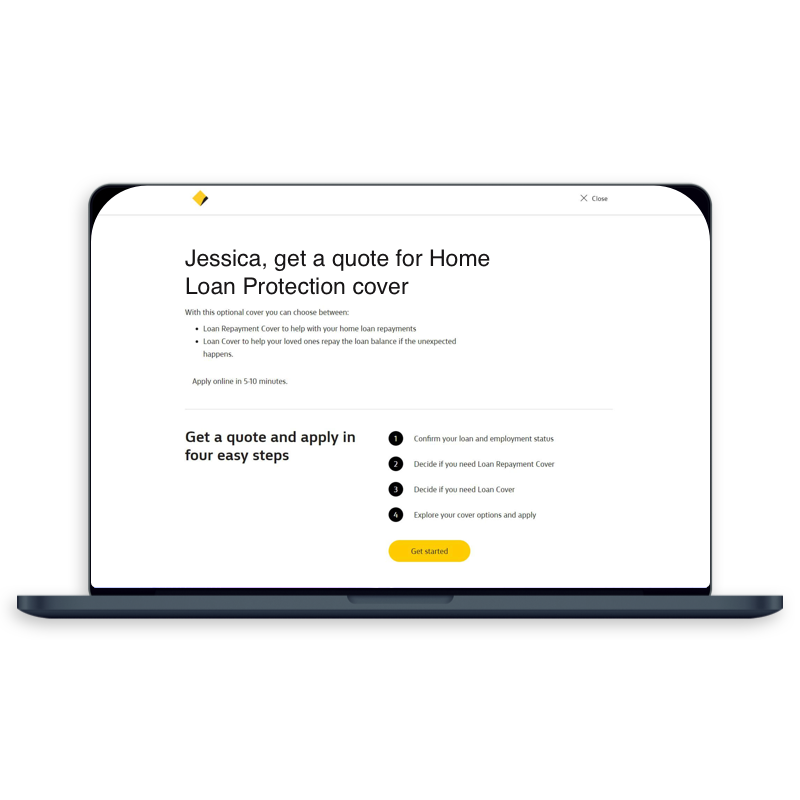 Close
Jessica, get a quote for Home
Loan Protection cover
With this optional cover you can choose between:
• Loan Repayment Cover to help with your home loan repayments
• Loan Cover to help your loved ones repay the loan balance if the unexpected
happens.
Apply online in 5-10 minutes.
Get a quote and apply in
four easy steps
1 Confirm your loan and employment status
2 Decide if you need Loan Repayment Cover
3 Decide if you need Loan Cover
4 Explore your cover options and apply
Get started